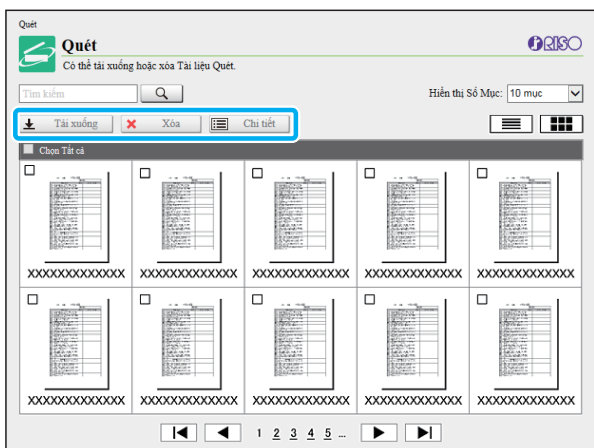 Quét
Quét
RISO
Có thể tải xuống hoặc xóa Tài liệu Quét.
Tìm kiếm
Hiển thị Số Mục: 10 mục
Tải xuống Xóa Chi tiết
Chọn Tất cả
XXXXXXXXXXXXX XXXXXXXXXXXXX XXXXXXXXXXXXX XXXXXXXXXXXXX XXXXXXXXXXXXX
XXXXXXXXXXXXX XXXXXXXXXXXXX XXXXXXXXXXXXX XXXXXXXXXXXXX XXXXXXXXXXXXX
1 2 3 4 5 ...